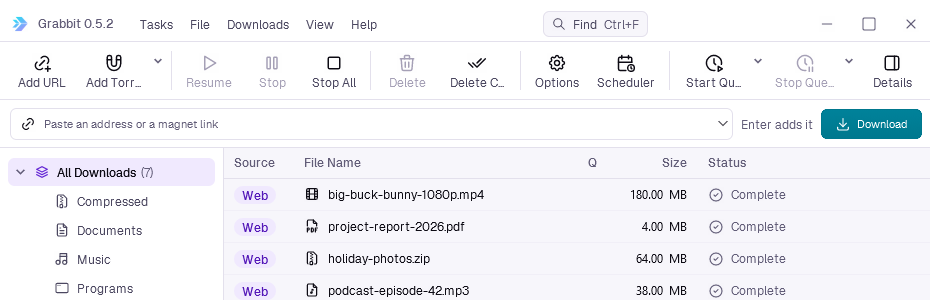 Grabbit 0.5.2 Tasks File Downloads View Help Find Ctrl+F
Add URL Add Torr... Resume Stop Stop All Delete Delete C... Options Scheduler Start Qu... Stop Que... Details
Paste an address or a magnet link Enter adds it Download
All Downloads (7) Source File Name Q Size Status
Compressed Web big-buck-bunny-1080p.mp4 180.00 MB Complete
Documents Web project-report-2026.pdf 4.00 MB Complete
Music Web holiday-photos.zip 64.00 MB Complete
Programs Web podcast-episode-42.mp3 38.00 MB Complete